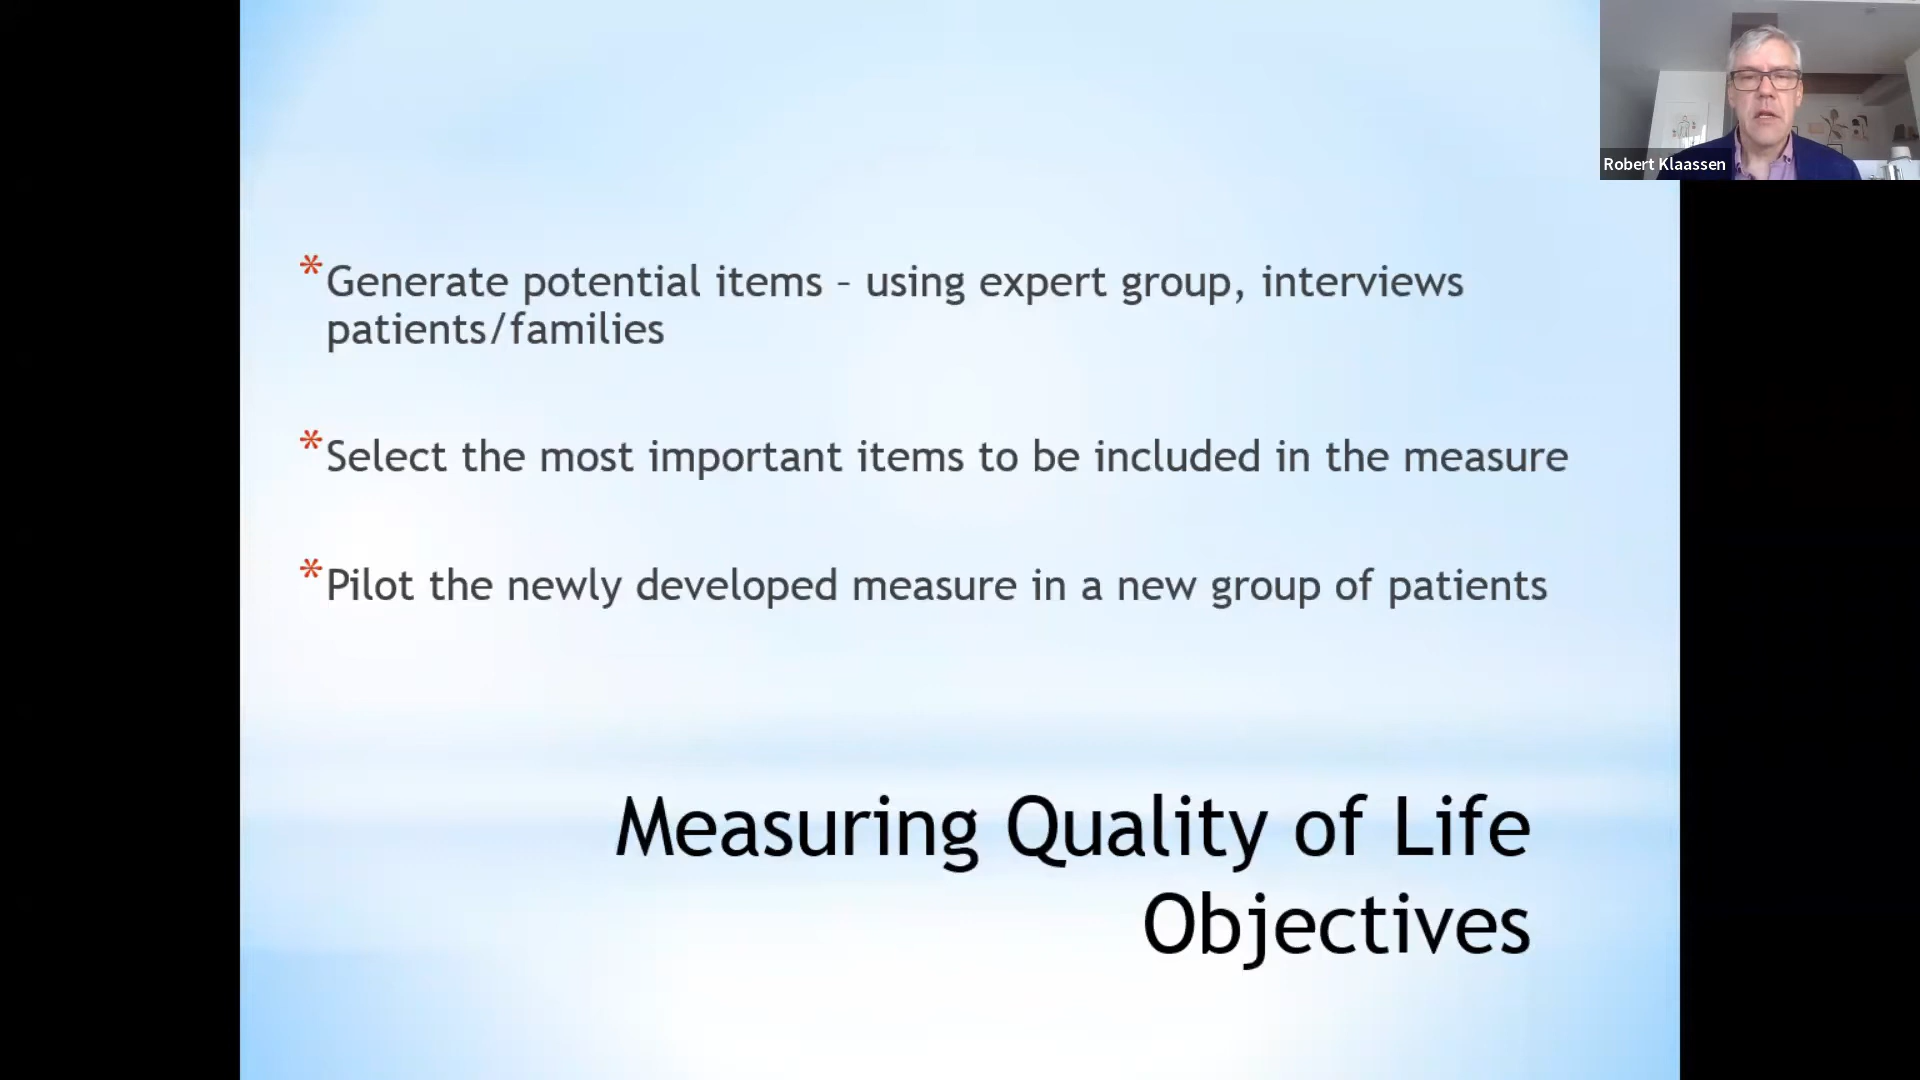 * Generate potential items – using expert group, interviews
patients/families
* Select the most important items to be included in the measure
* Pilot the newly developed measure in a new group of patients
Measuring Quality of Life
Objectives
Robert Klaassen